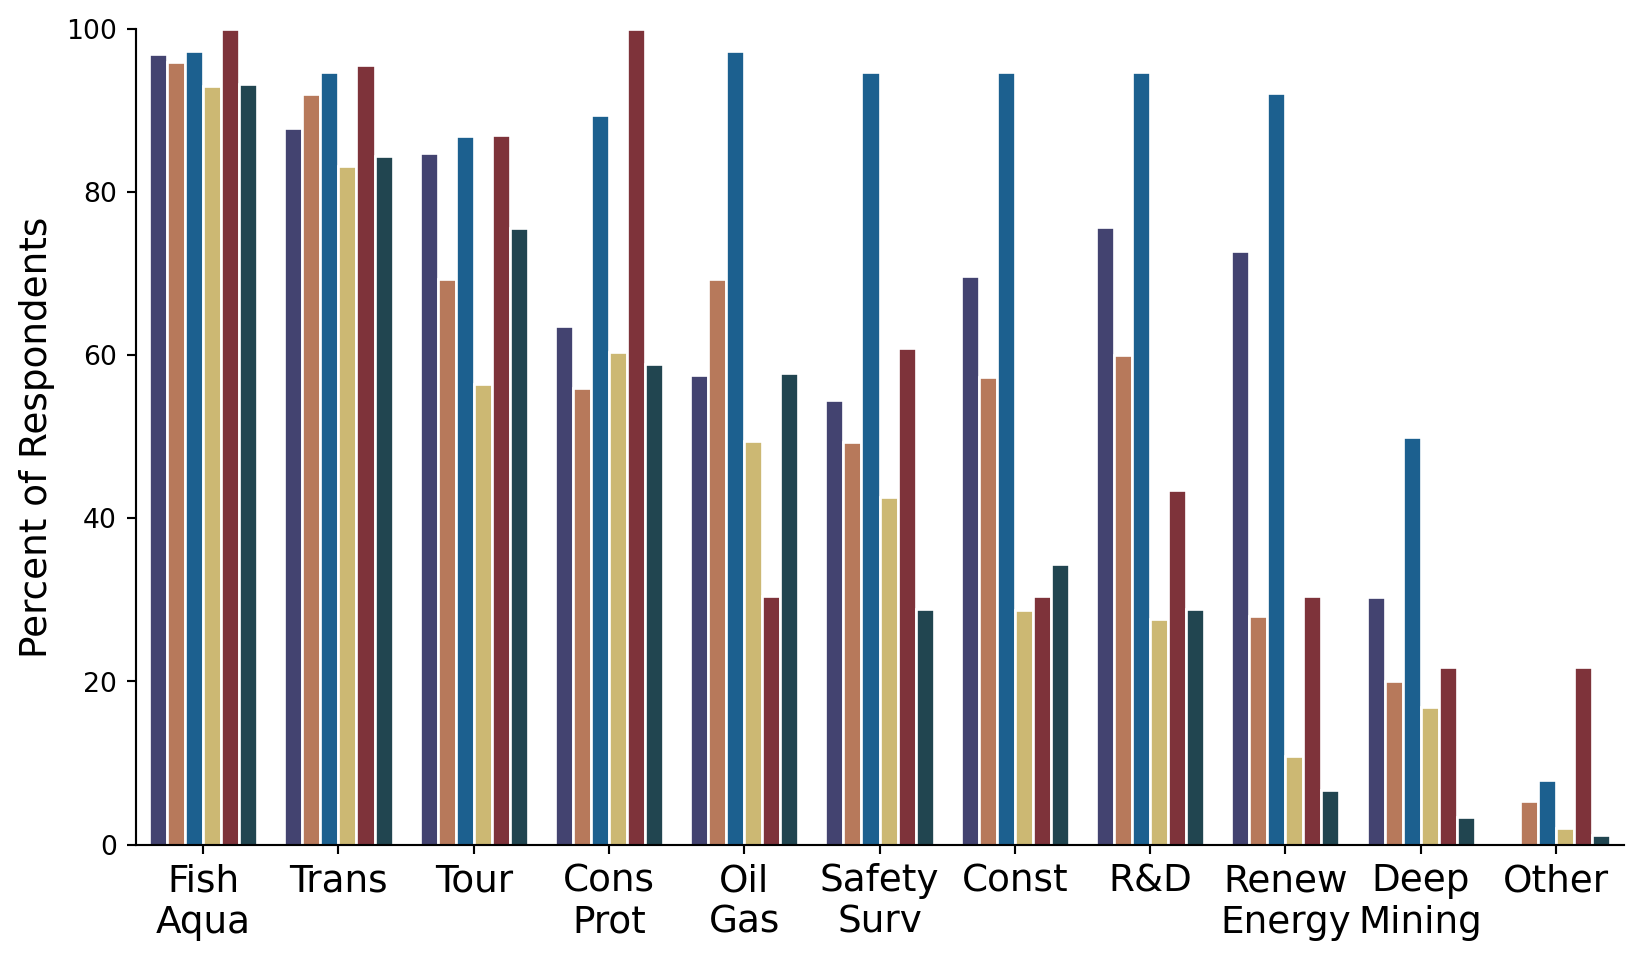 100
80
60
40
20
0
Percent of Respondents
Fish
Aqua
Trans
Tour
Cons
Prot
Oil
Gas
Safety
Surv
Const
R&D
Renew
Energy
Deep
Mining
Other